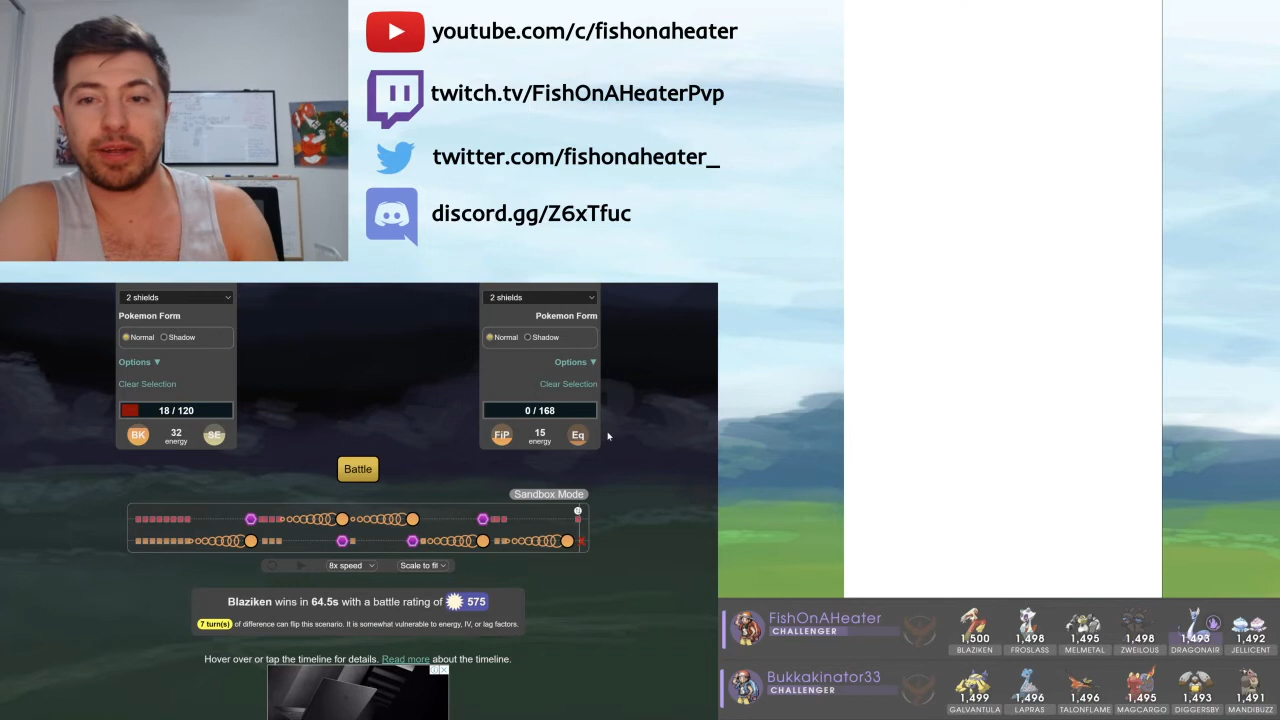 youtube.com/c/fishonaheater
twitch.tv/FishOnAHeaterPvp
twitter.com/fishonaheater_
discord.gg/Z6xTfuc
2 shields
Pokemon Form
Normal Shadow
Options ▼
Clear Selection
18 / 120
BK 32 energy SE
2 shields
Pokemon Form
Normal Shadow
Options ▼
Clear Selection
0 / 168
FiP 15 energy Eq
Battle
Sandbox Mode
8x speed Scale to fit
Blaziken wins in 64.5s with a battle rating of 575
7 turn(s) of difference can flip this scenario. It is somewhat vulnerable to energy, IV, or lag factors.
Hover over or tap the timeline for details. Read more about the timeline.
FishOnAHeater
CHALLENGER
1,500 1,498 1,495 1,498 1,493 1,492
BLAZIKEN FROSLASS MELMETAL ZWEILOUS DRAGONAIR JELLICENT
Bukkakinator33
CHALLENGER
1,499 1,496 1,496 1,495 1,493 1,491
GALVANTULA LAPRAS TALONFLAME MAGCARGO DIGGERSBY MANDIBUZZ